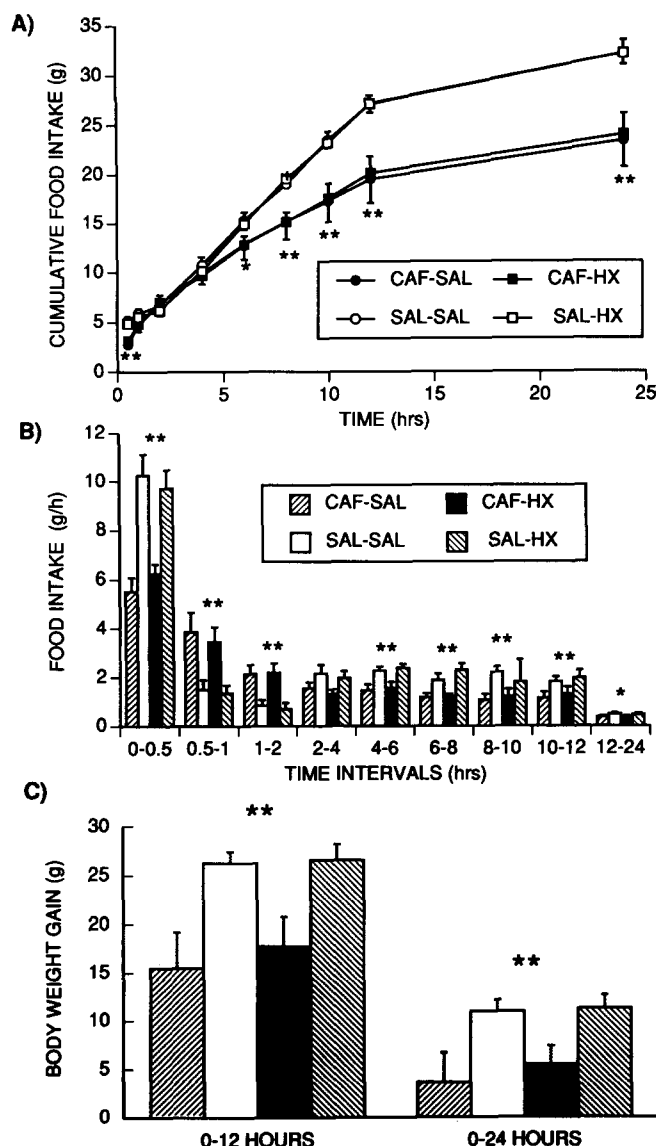 A)
35
30
25
20
15
10
5
0
CUMULATIVE FOOD INTAKE (g)
**
*
**
**
**
**
CAF-SAL
CAF-HX
SAL-SAL
SAL-HX
0 5 10 15 20 25
TIME (hrs)
B)
12
10
8
6
4
2
0
FOOD INTAKE (g/h)
**
**
**
**
**
**
**
*
CAF-SAL
CAF-HX
SAL-SAL
SAL-HX
0-0.5 0.5-1 1-2 2-4 4-6 6-8 8-10 10-12 12-24
TIME INTERVALS (hrs)
C)
30
25
20
15
10
5
0
BODY WEIGHT GAIN (g)
**
**
0-12 HOURS 0-24 HOURS